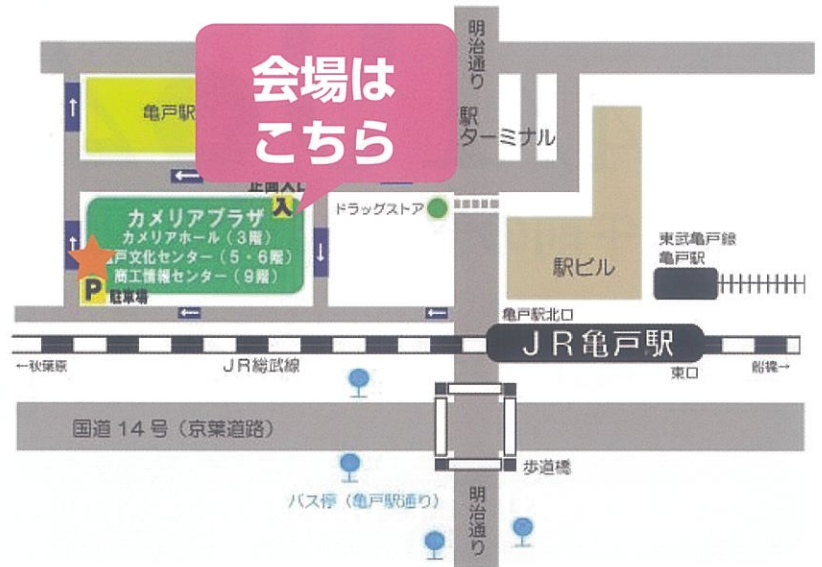 明治通り
会場は
こちら
亀戸駅
駅
ターミナル
正面入口
入
ドラッグストア
カメリアプラザ
カメリアホール（3階）
戸文化センター（5・6階）
商工情報センター（9階）
P 駐車場
駅ビル
東武亀戸線
亀戸駅
亀戸駅北口
JR亀戸駅
←秋葉原
JR総武線
東口
船橋→
国道14号（京葉道路）
歩道橋
バス停（亀戸駅通り）
明治通り